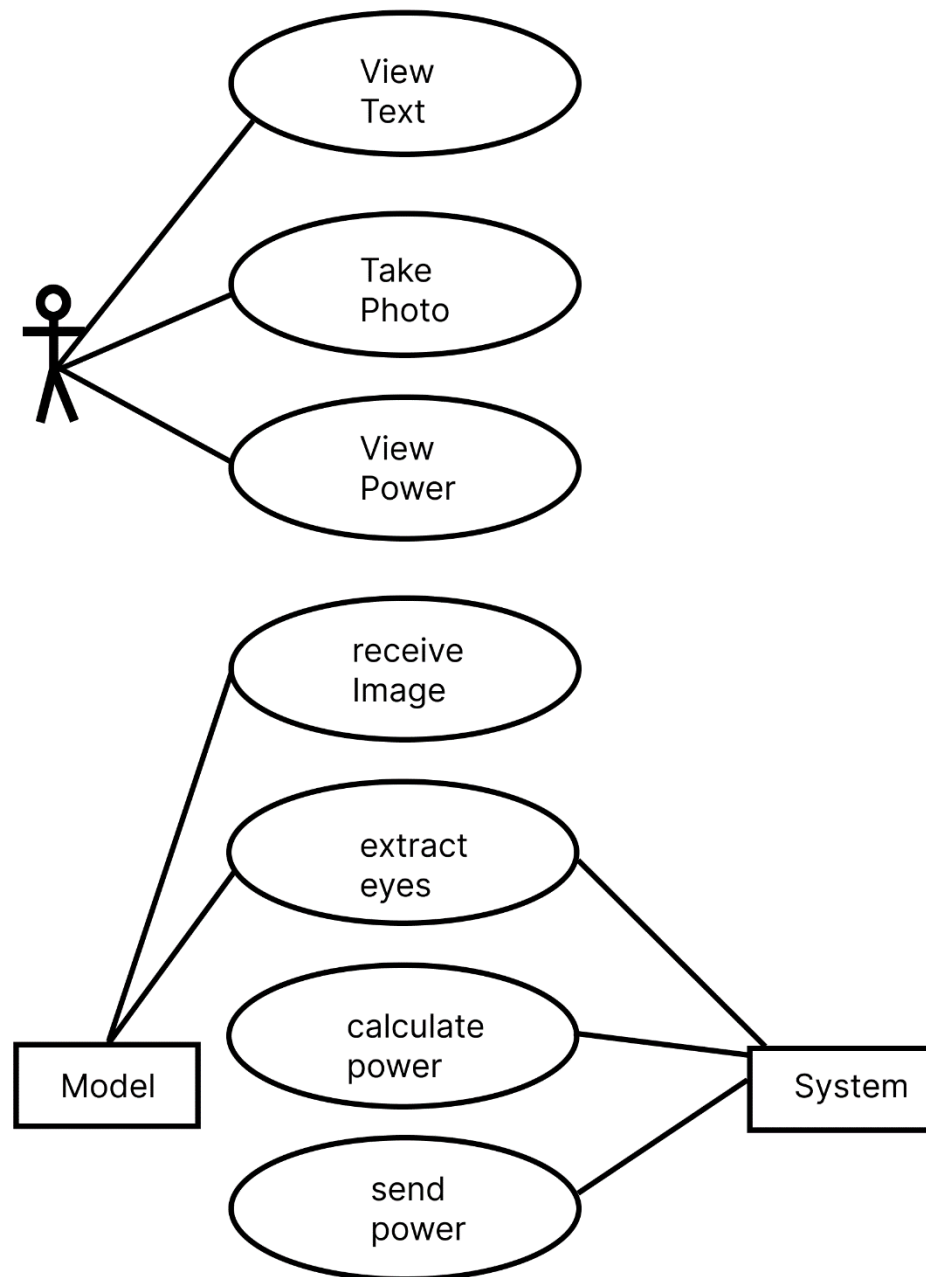 View
Text
Take
Photo
View
Power
receive
Image
extract
eyes
calculate
power
Model
System
send
power